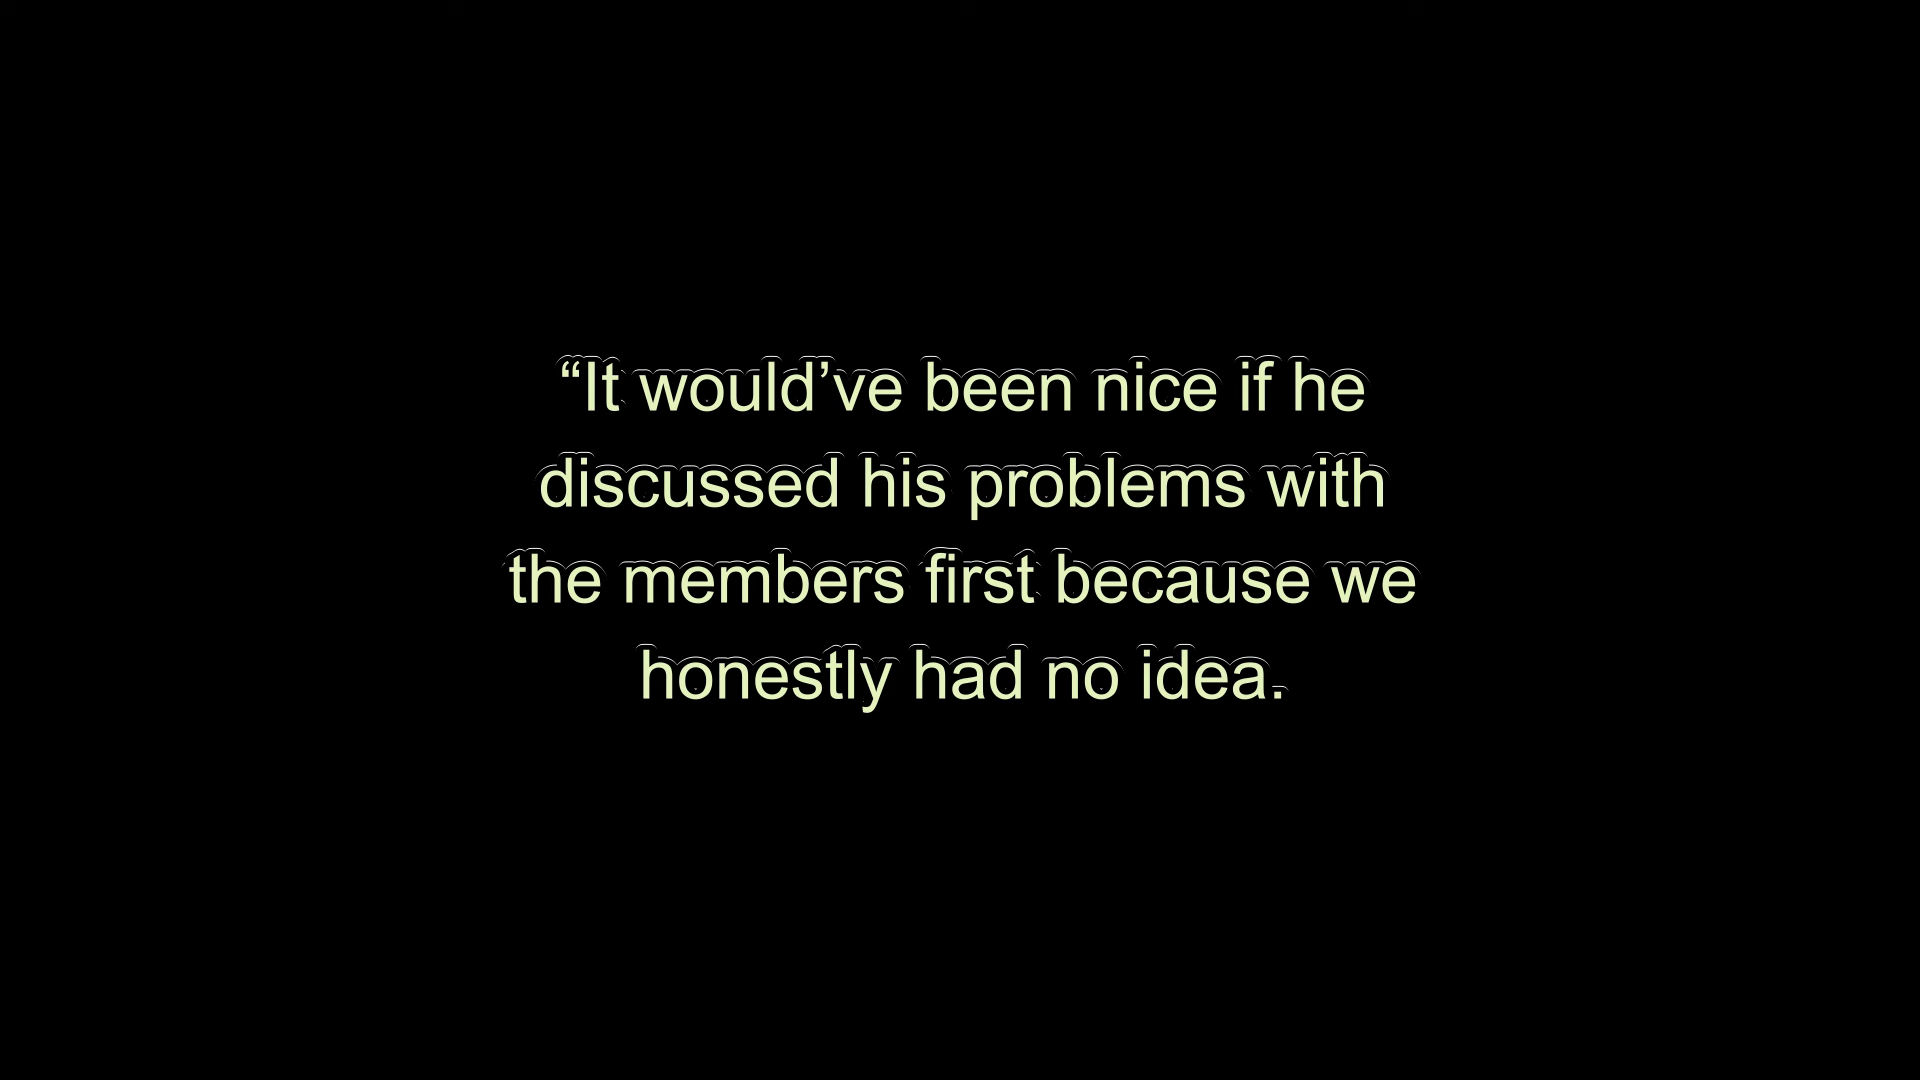 “It would’ve been nice if he
discussed his problems with
the members first because we
honestly had no idea.